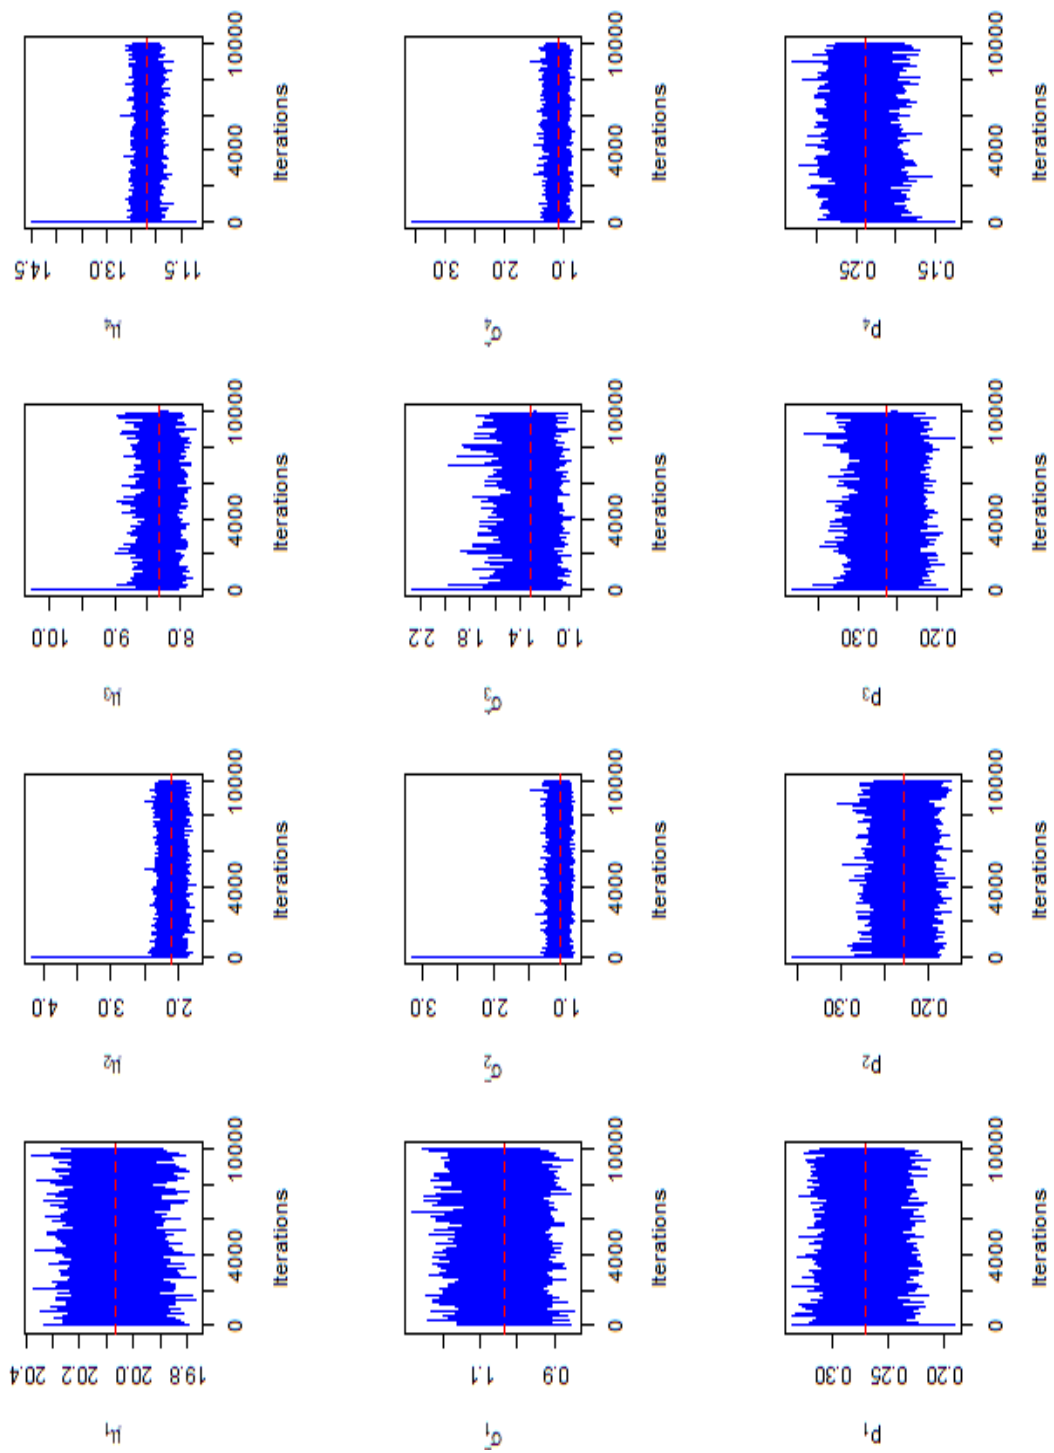 μ₁
20.4 20.2 20.0 19.8
0 4000 10000
Iterations
μ₂
4.0 3.0 2.0
0 4000 10000
Iterations
μ₃
10.0 9.0 8.0
0 4000 10000
Iterations
μ₄
14.5 13.0 11.5
0 4000 10000
Iterations
σ₁
1.1 0.9
0 4000 10000
Iterations
σ₂
3.0 2.0 1.0
0 4000 10000
Iterations
σ₃
2.2 1.8 1.4 1.0
0 4000 10000
Iterations
σ₄
3.0 2.0 1.0
0 4000 10000
Iterations
p₁
0.30 0.25 0.20
0 4000 10000
Iterations
p₂
0.30 0.20
0 4000 10000
Iterations
p₃
0.30 0.20
0 4000 10000
Iterations
p₄
0.25 0.15
0 4000 10000
Iterations